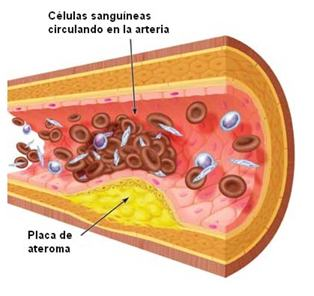 Células sanguíneas
circulando en la arteria
Placa de
ateroma